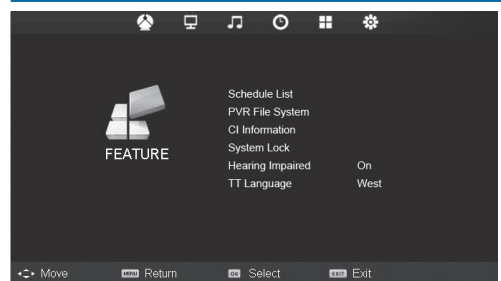 FEATURE
Schedule List
PVR File System
CI Information
System Lock
Hearing Impaired On
TT Language West
Move MENU Return OK Select EXIT Exit